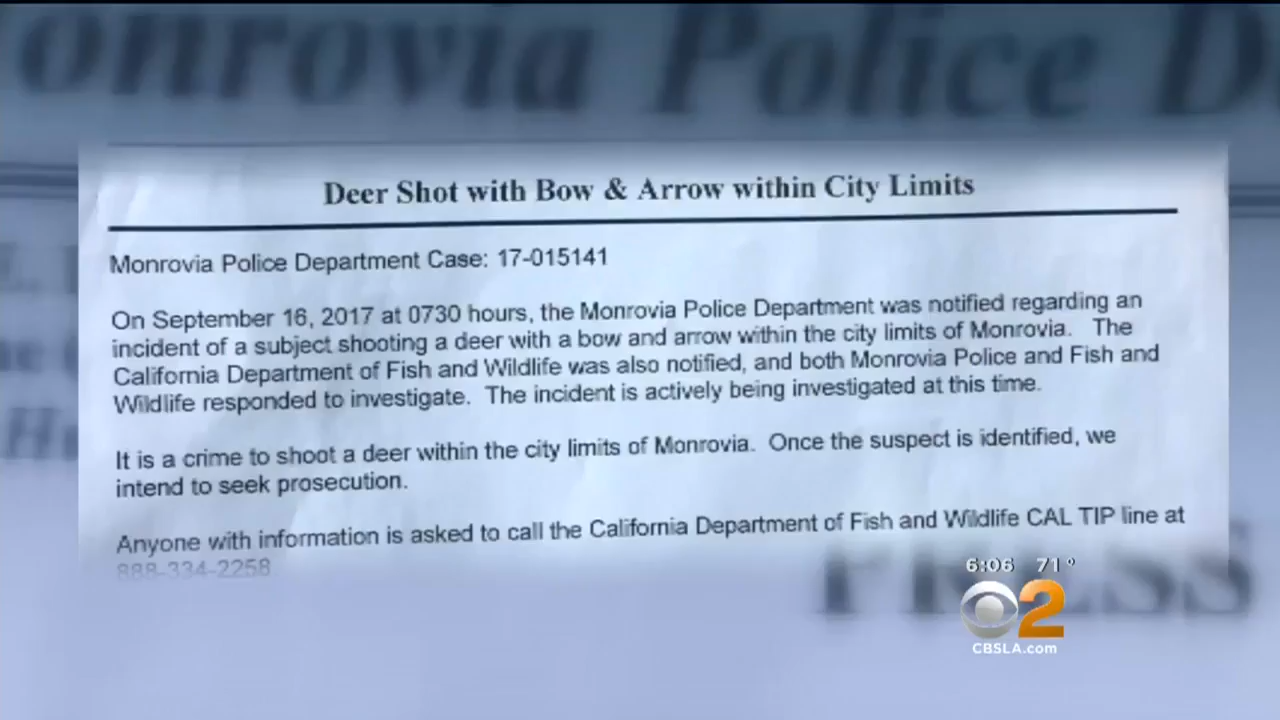 onrovia Police D
Deer Shot with Bow & Arrow within City Limits
Monrovia Police Department Case: 17-015141
On September 16, 2017 at 0730 hours, the Monrovia Police Department was notified regarding an
incident of a subject shooting a deer with a bow and arrow within the city limits of Monrovia. The
California Department of Fish and Wildlife was also notified, and both Monrovia Police and Fish and
Wildlife responded to investigate. The incident is actively being investigated at this time.
It is a crime to shoot a deer within the city limits of Monrovia. Once the suspect is identified, we
intend to seek prosecution.
Anyone with information is asked to call the California Department of Fish and Wildlife CAL TIP line at
888-334-2258
PRESS
6:06 71°
2
CBSLA.com